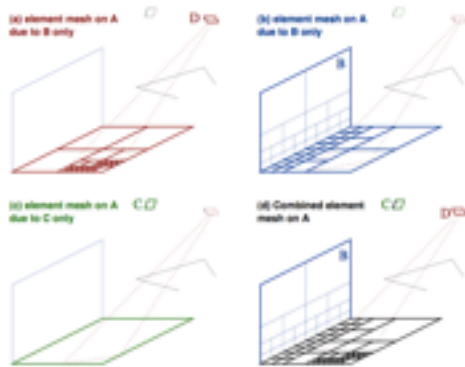 (a) element mesh on A
due to B only
D
(b) element mesh on A
due to B only
B
(c) element mesh on A
due to C only
C
(d) Combined element
mesh on A
C
D
B